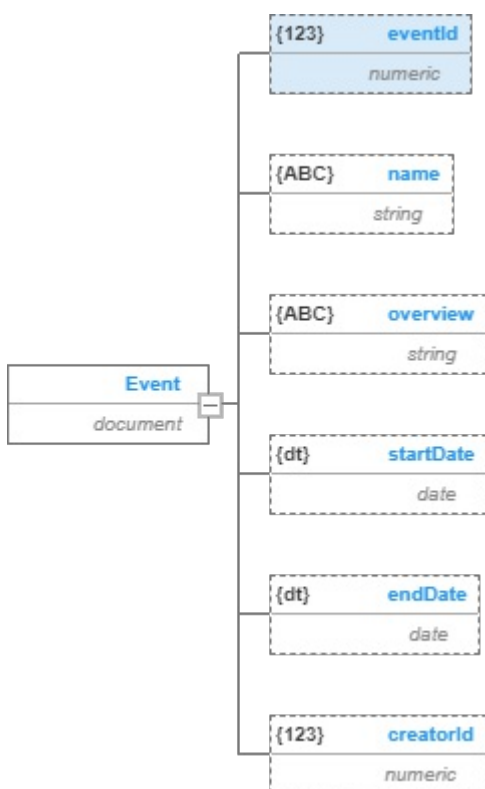 {123} eventId
numeric
{ABC} name
string
{ABC} overview
string
Event
document
{dt} startDate
date
{dt} endDate
date
{123} creatorId
numeric